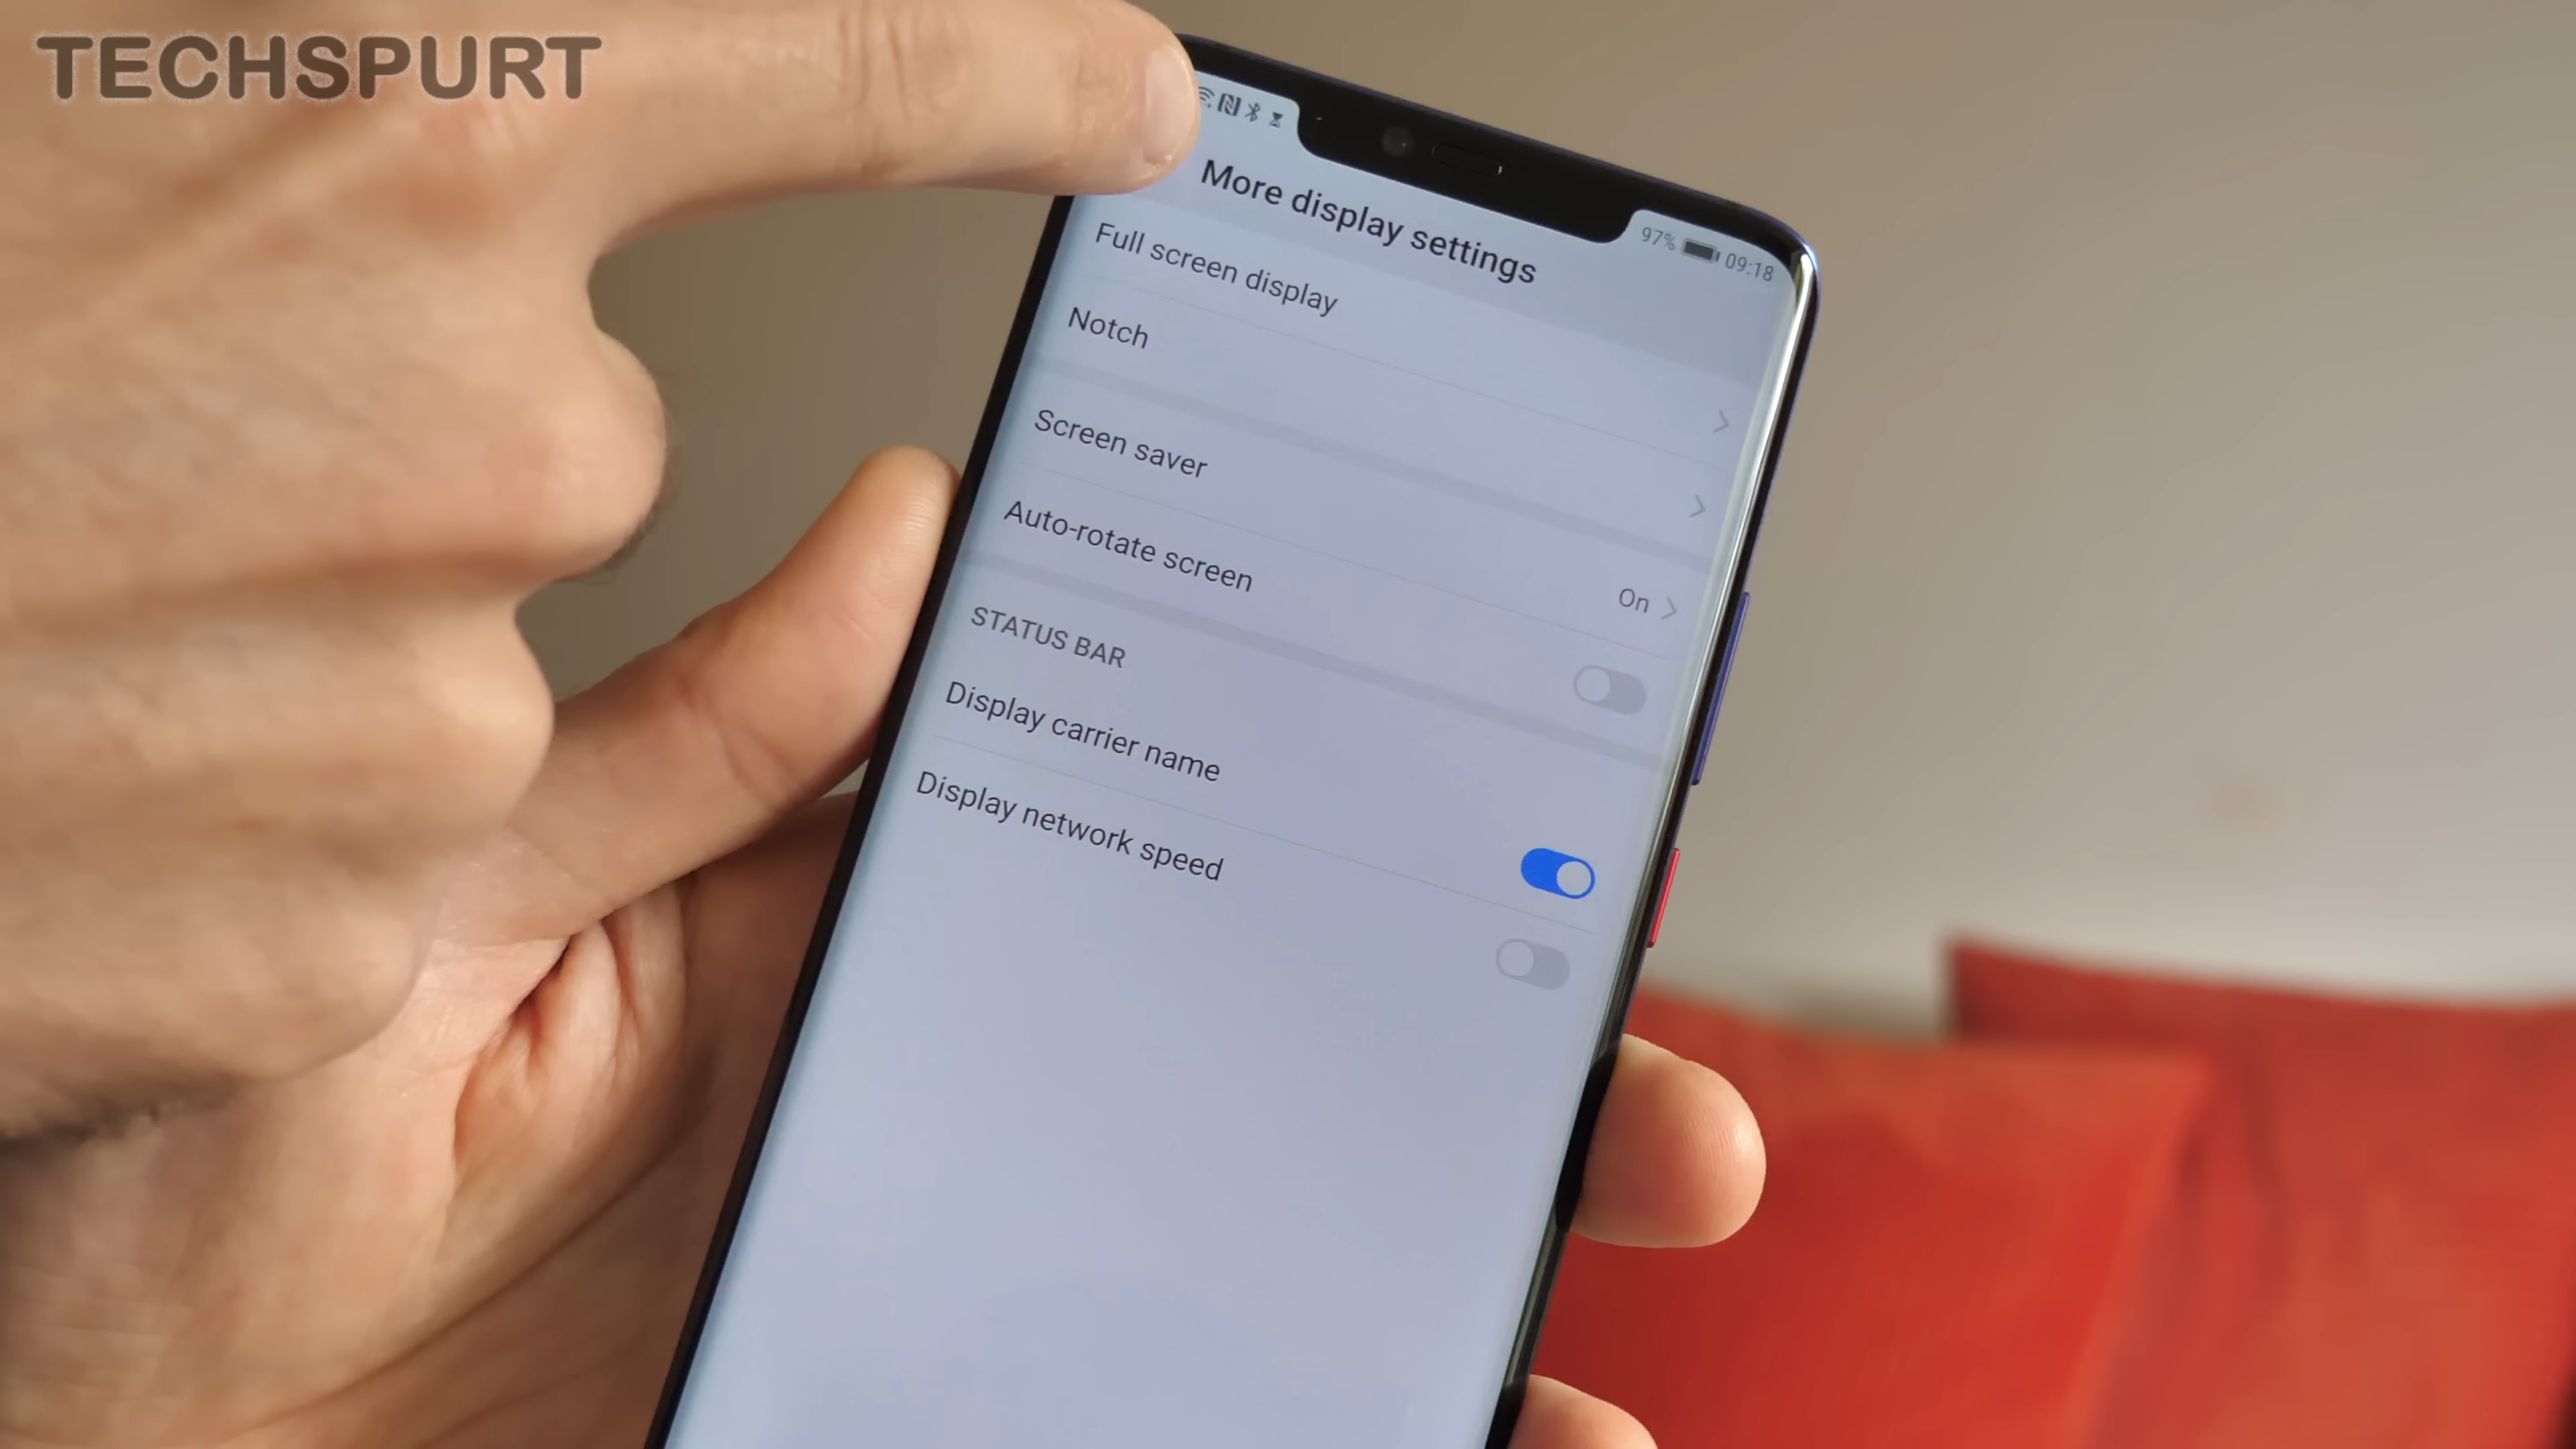 TECHSPURT
97% 09:18
More display settings
Full screen display
Notch
Screen saver
On
Auto-rotate screen
STATUS BAR
Display carrier name
Display network speed